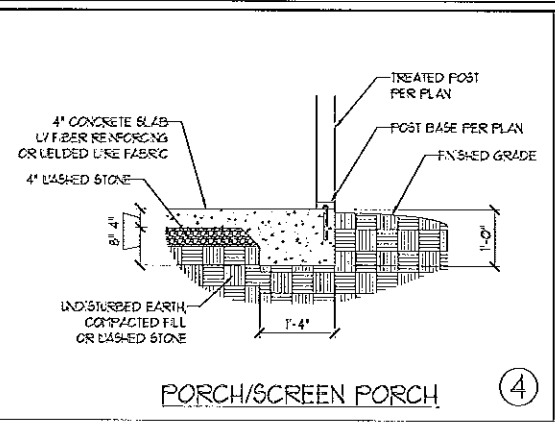 TREATED POST
PER PLAN
4" CONCRETE SLAB
W/ FIBER REINFORCING
OR WELDED WIRE FABRIC
POST BASE PER PLAN
FINISHED GRADE
4" WASHED STONE
4"
8"
1'-0"
UNDISTURBED EARTH,
COMPACTED FILL
OR WASHED STONE
1'-4"
PORCH/SCREEN PORCH
4